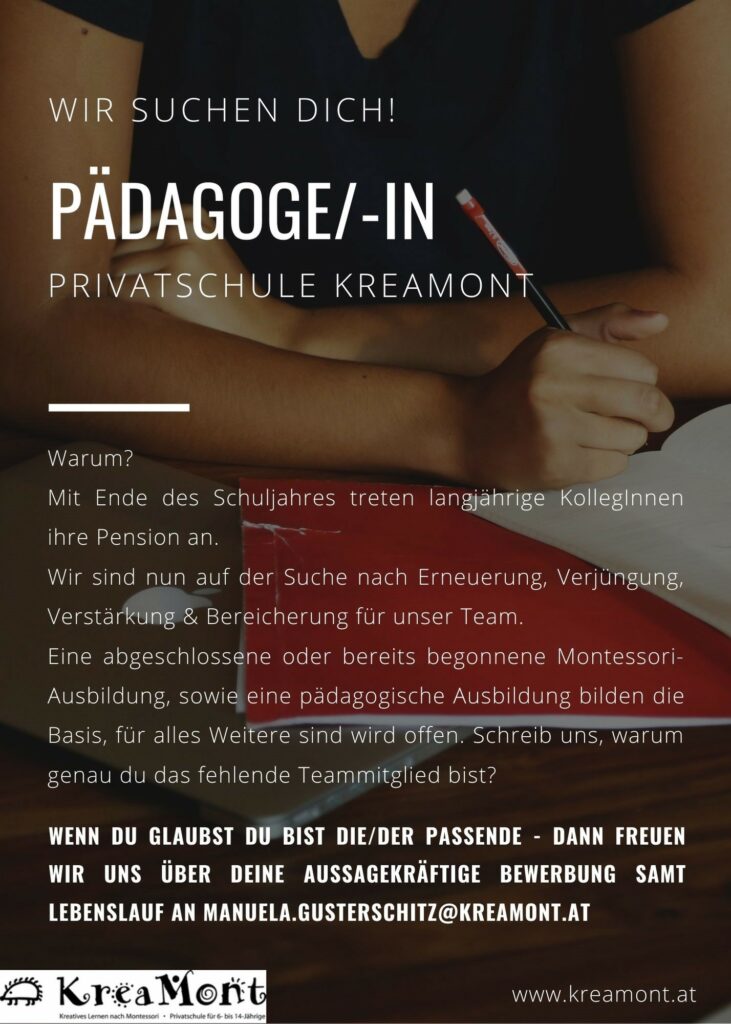 WIR SUCHEN DICH!
PÄDAGOGE/-IN
PRIVATSCHULE KREAMONT
Warum?
Mit Ende des Schuljahres treten langjährige KollegInnen
ihre Pension an.
Wir sind nun auf der Suche nach Erneuerung, Verjüngung,
Verstärkung & Bereicherung für unser Team.
Eine abgeschlossene oder bereits begonnene Montessori-
Ausbildung, sowie eine pädagogische Ausbildung bilden die
Basis, für alles Weitere sind wird offen. Schreib uns, warum
genau du das fehlende Teammitglied bist?
WENN DU GLAUBST DU BIST DIE/DER PASSENDE - DANN FREUEN
WIR UNS ÜBER DEINE AUSSAGEKRÄFTIGE BEWERBUNG SAMT
LEBENSLAUF AN MANUELA.GUSTERSCHITZ@KREAMONT.AT
KreaMont
Kreatives Lernen nach Montessori • Privatschule für 6- bis 14-Jährige
www.kreamont.at